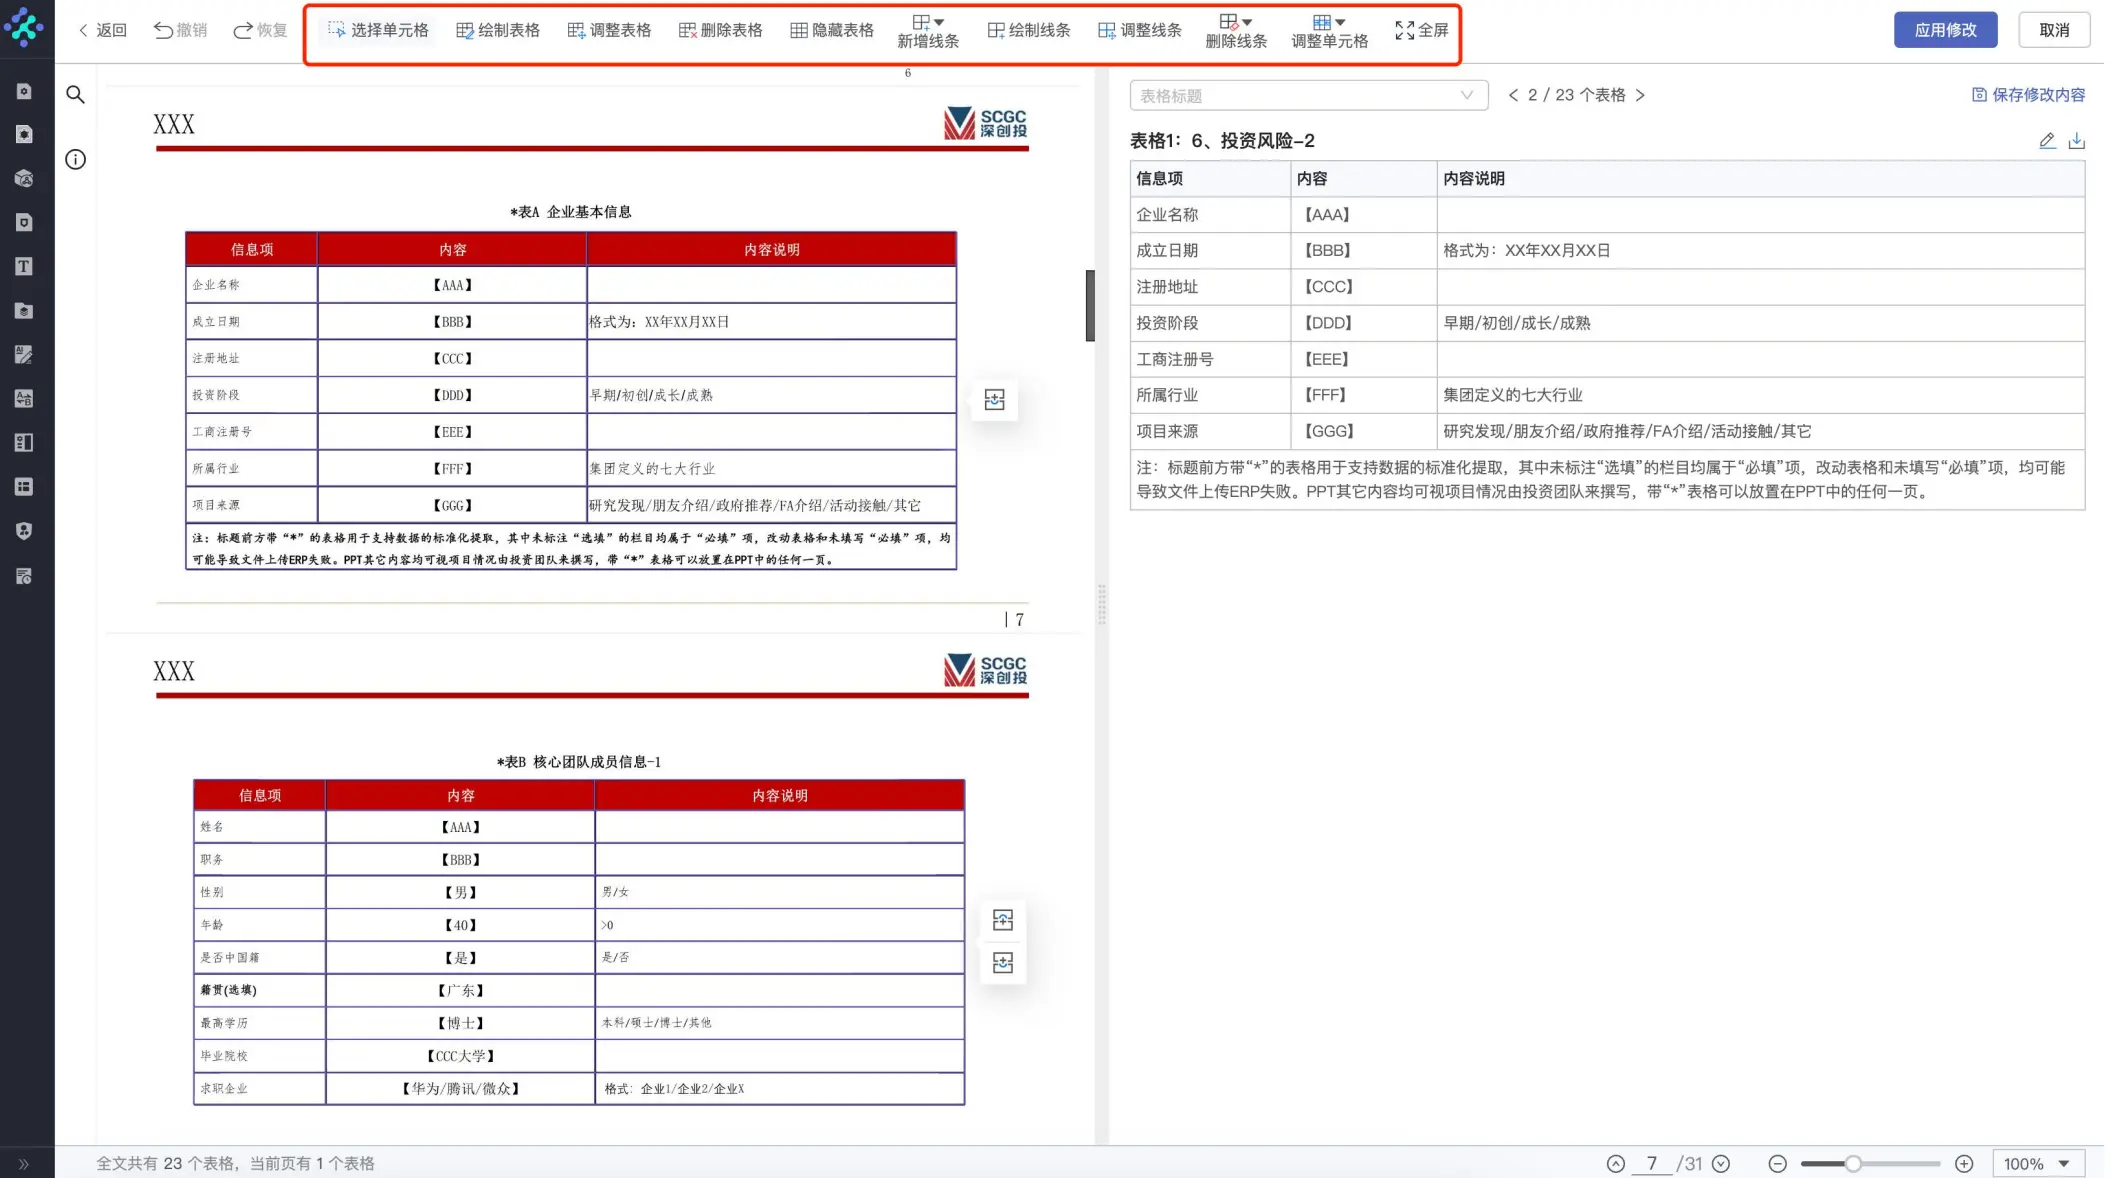 返回 撤销 恢复 选择单元格 绘制表格 调整表格 删除表格 隐藏表格 新增线条 绘制线条 调整线条 删除线条 调整单元格 全屏 应用修改 取消
6
XXX
SCGC
深创投
*表A 企业基本信息
信息项 内容 内容说明
企业名称 【AAA】
成立日期 【BBB】 格式为：XX年XX月XX日
注册地址 【CCC】
投资阶段 【DDD】 早期/初创/成长/成熟
工商注册号 【EEE】
所属行业 【FFF】 集团定义的七大行业
项目来源 【GGG】 研究发现/朋友介绍/政府推荐/FA介绍/活动接触/其它
注：标题前方带“*”的表格用于支持数据的标准化提取，其中未标注“选填”的栏目均属于“必填”项，改动表格和未填写“必填”项，均
可能导致文件上传ERP失败。PPT其它内容均可视项目情况由投资团队来撰写，带“*”表格可以放置在PPT中的任何一页。
| 7
XXX
SCGC
深创投
*表B 核心团队成员信息-1
信息项 内容 内容说明
姓名 【AAA】
职务 【BBB】
性别 【男】 男/女
年龄 【40】 >0
是否中国籍 【是】 是/否
籍贯(选填) 【广东】
最高学历 【博士】 本科/硕士/博士/其他
毕业院校 【CCC大学】
求职企业 【华为/腾讯/微众】 格式：企业1/企业2/企业X
表格标题 2 / 23 个表格 保存修改内容
表格1：6、投资风险-2
信息项 内容 内容说明
企业名称 【AAA】
成立日期 【BBB】 格式为：XX年XX月XX日
注册地址 【CCC】
投资阶段 【DDD】 早期/初创/成长/成熟
工商注册号 【EEE】
所属行业 【FFF】 集团定义的七大行业
项目来源 【GGG】 研究发现/朋友介绍/政府推荐/FA介绍/活动接触/其它
注：标题前方带“*”的表格用于支持数据的标准化提取，其中未标注“选填”的栏目均属于“必填”项，改动表格和未填写“必填”项，均可能
导致文件上传ERP失败。PPT其它内容均可视项目情况由投资团队来撰写，带“*”表格可以放置在PPT中的任何一页。
全文共有 23 个表格，当前页有 1 个表格 7 /31 100%